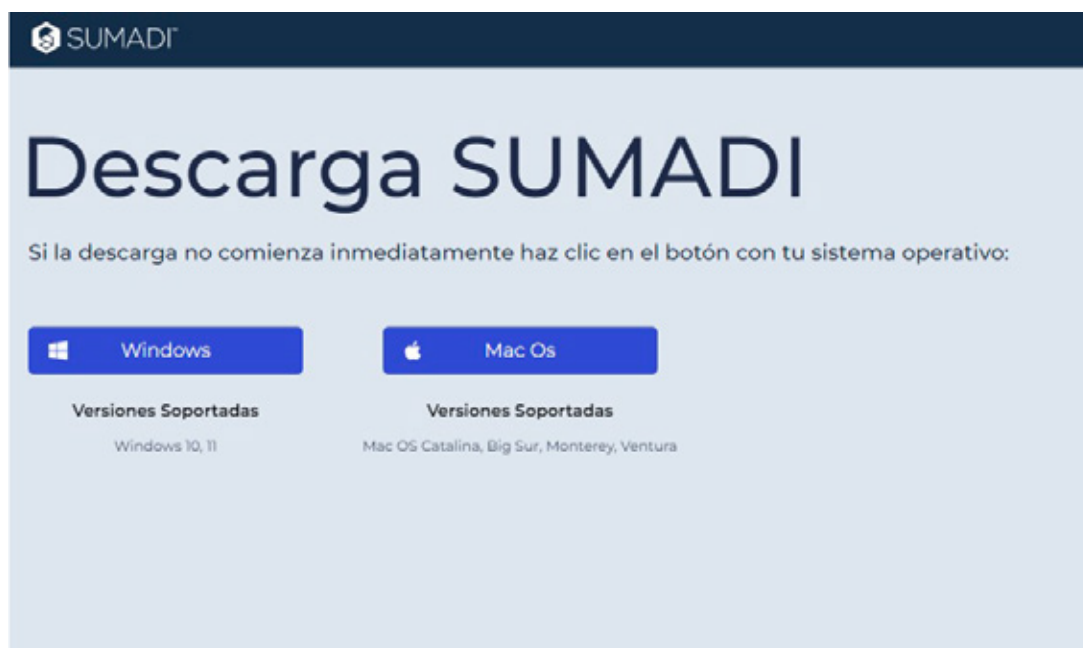 SUMADI™
Descarga SUMADI
Si la descarga no comienza inmediatamente haz clic en el botón con tu sistema operativo:
Windows
Mac Os
Versiones Soportadas
Versiones Soportadas
Windows 10, 11
Mac OS Catalina, Big Sur, Monterey, Ventura